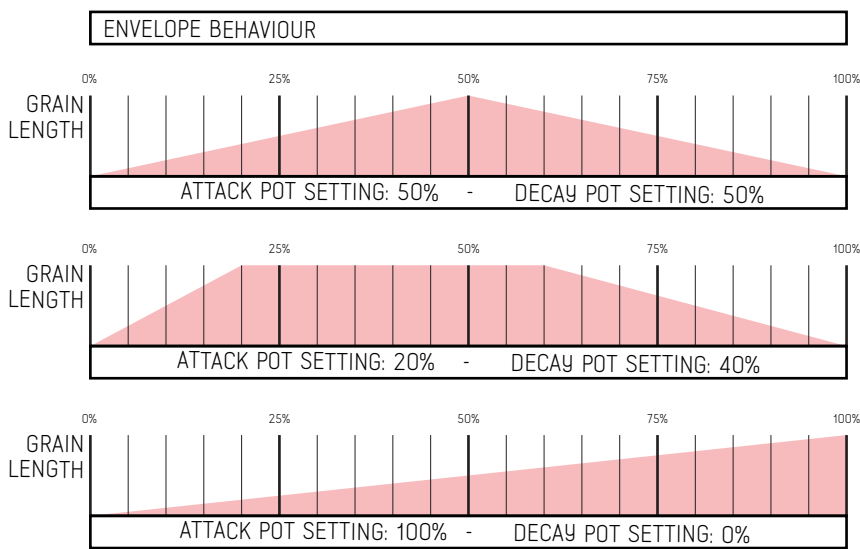 ENVELOPE BEHAVIOUR
0% 25% 50% 75% 100%
GRAIN
LENGTH
ATTACK POT SETTING: 50% - DECAY POT SETTING: 50%
0% 25% 50% 75% 100%
GRAIN
LENGTH
ATTACK POT SETTING: 20% - DECAY POT SETTING: 40%
0% 25% 50% 75% 100%
GRAIN
LENGTH
ATTACK POT SETTING: 100% - DECAY POT SETTING: 0%